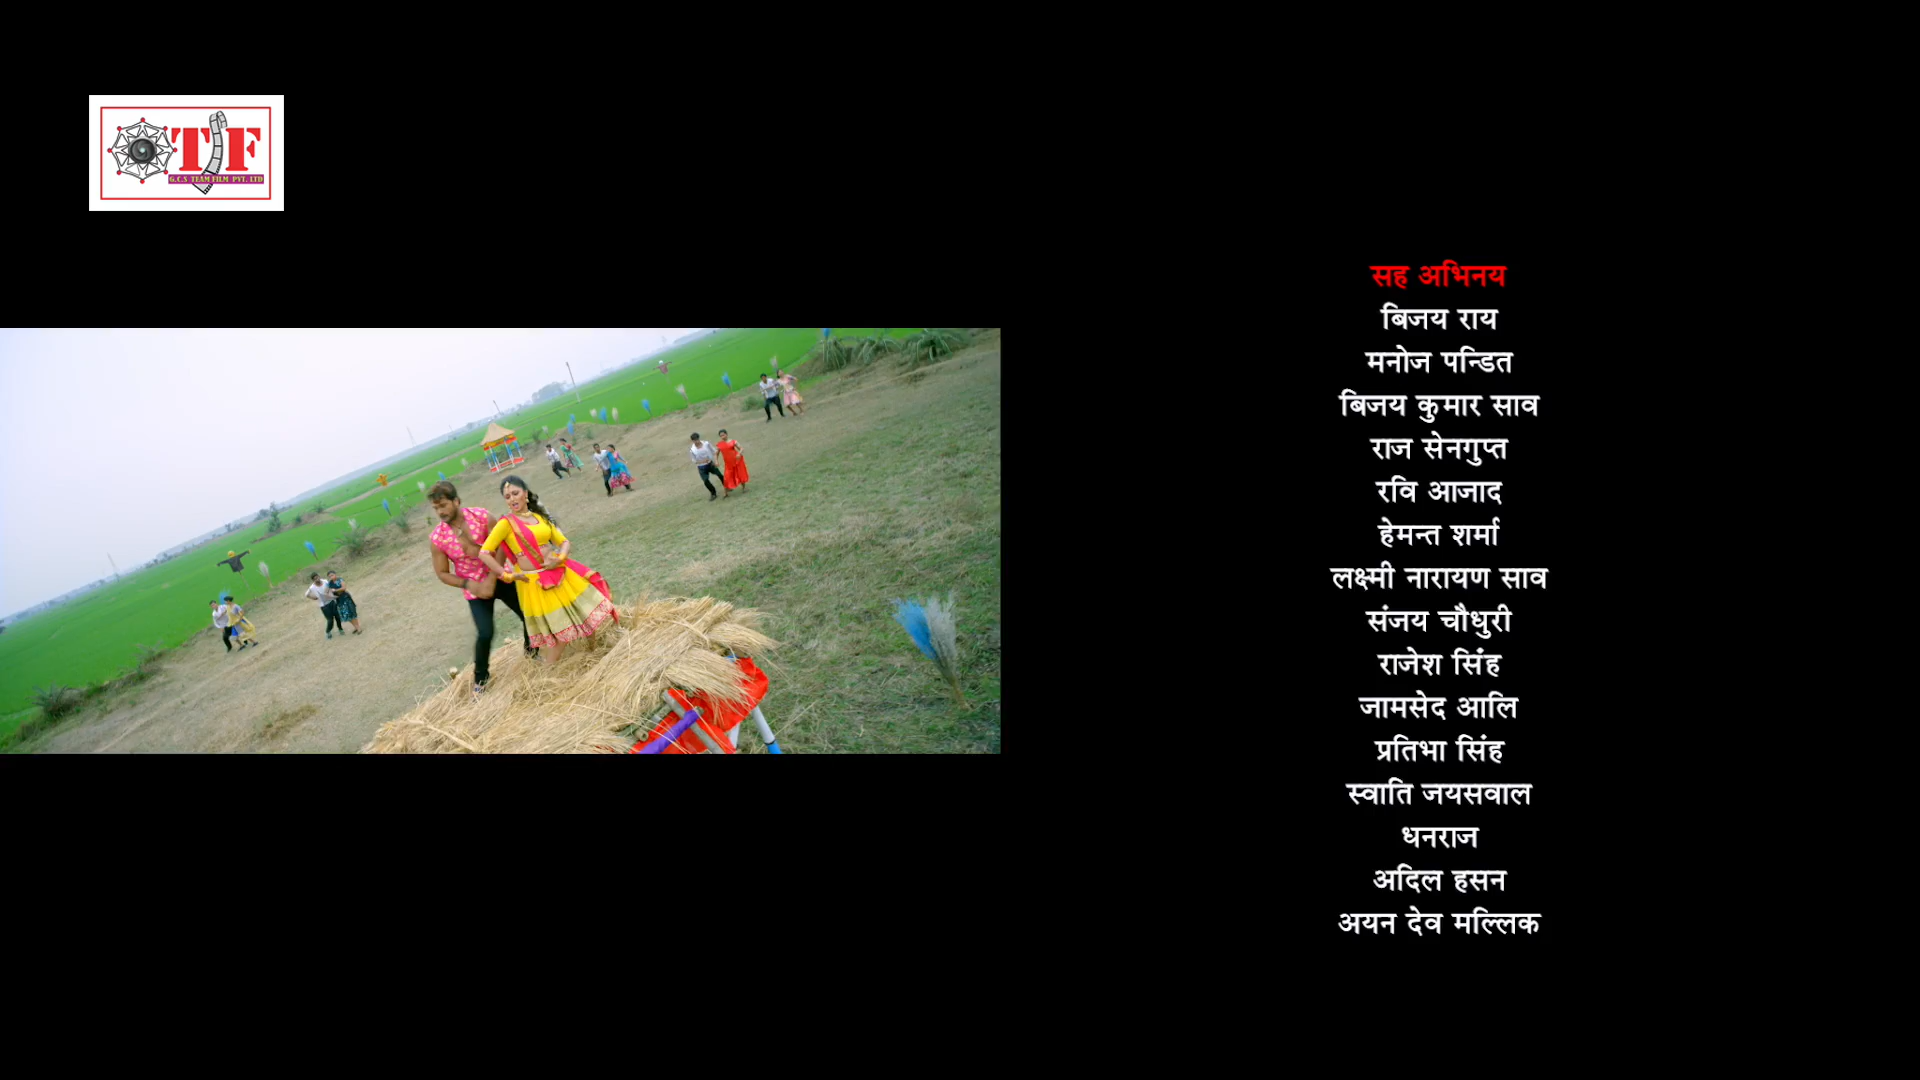 TF
G.C.S TEAM FILM PVT. LTD
सह अभिनय
बिजय राय
मनोज पन्डित
बिजय कुमार साव
राज सेनगुप्त
रवि आजाद
हेमन्त शर्मा
लक्ष्मी नारायण साव
संजय चौधुरी
राजेश सिंह
जामसेद आलि
प्रतिभा सिंह
स्वाति जयसवाल
धनराज
अदिल हसन
अयन देव मल्लिक